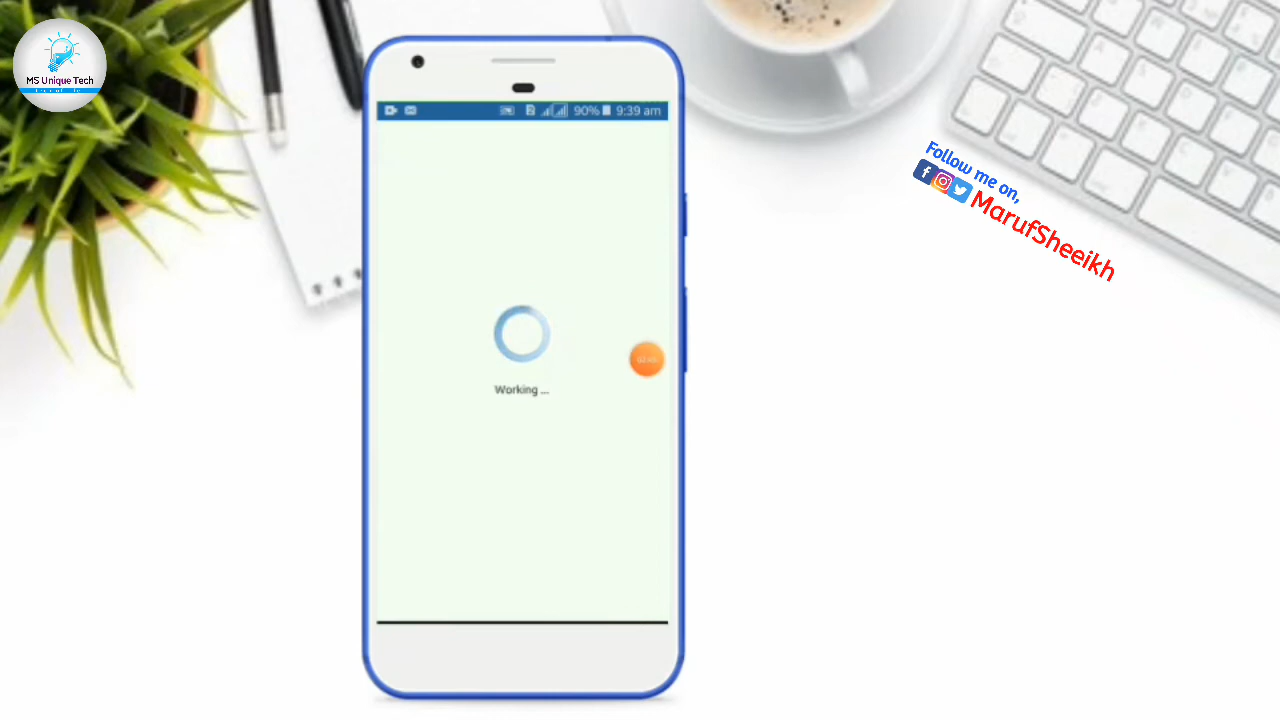 MS Unique Tech
90% 9:39 am
Working ...
Follow me on,
MarufSheeikh